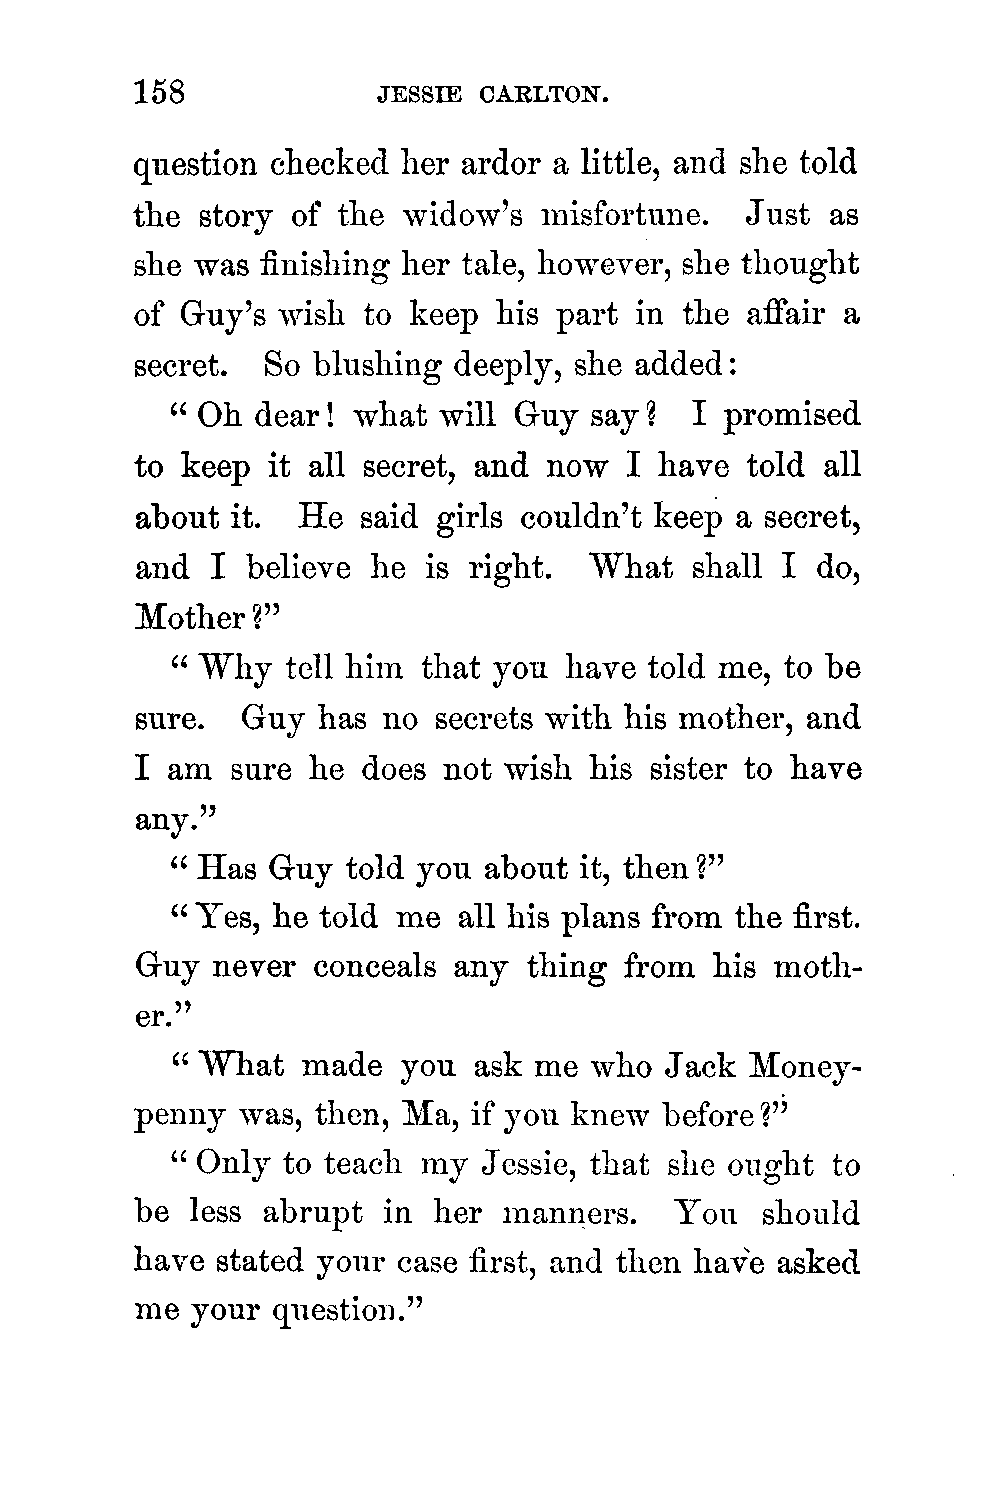 158 JESSIE CARLTON.
question checked her ardor a little, and she told
the story of the widow's misfortune. Just as
she was finishing her tale, however, she thought
of Guy's wish to keep his part in the affair a
secret. So blushing deeply, she added:
“Oh dear! what will Guy say? I promised
to keep it all secret, and now I have told all
about it. He said girls couldn't keep a secret,
and I believe he is right. What shall I do,
Mother?”
“Why tell him that you have told me, to be
sure. Guy has no secrets with his mother, and
I am sure he does not wish his sister to have
any.”
“Has Guy told you about it, then?”
“Yes, he told me all his plans from the first.
Guy never conceals any thing from his moth-
er.”
“What made you ask me who Jack Money-
penny was, then, Ma, if you knew before?”
“Only to teach my Jessie, that she ought to
be less abrupt in her manners. You should
have stated your case first, and then have asked
me your question.”